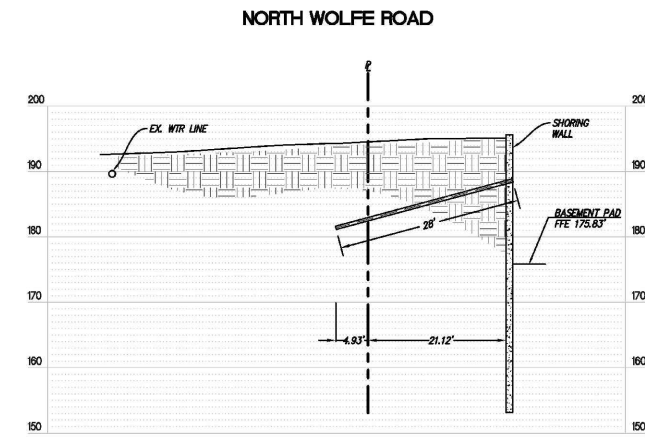 NORTH WOLFE ROAD
℄
200
200
EX. WTR LINE
SHORING
WALL
190
190
BASEMENT PAD
FFE 175.83'
28'
180
180
170
170
4.93'
21.12'
160
160
150
150